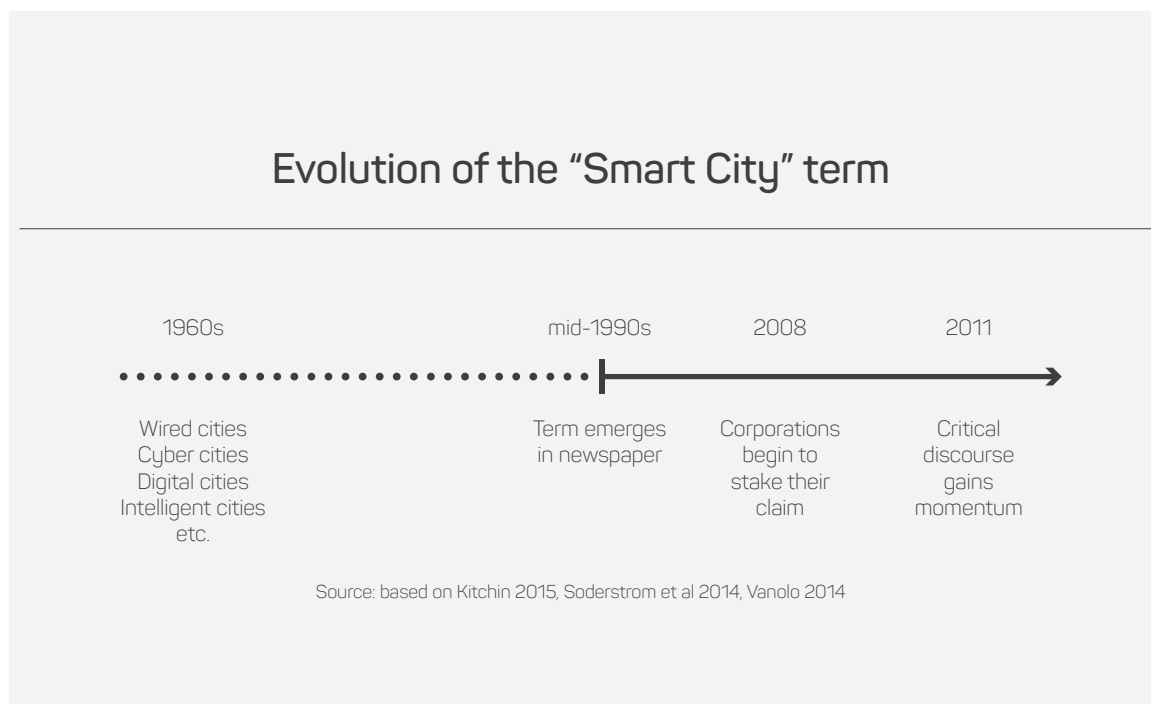 Evolution of the “Smart City” term
1960s
mid-1990s
2008
2011
Wired cities
Cyber cities
Digital cities
Intelligent cities
etc.
Term emerges
in newspaper
Corporations
begin to
stake their
claim
Critical
discourse
gains
momentum
Source: based on Kitchin 2015, Soderstrom et al 2014, Vanolo 2014